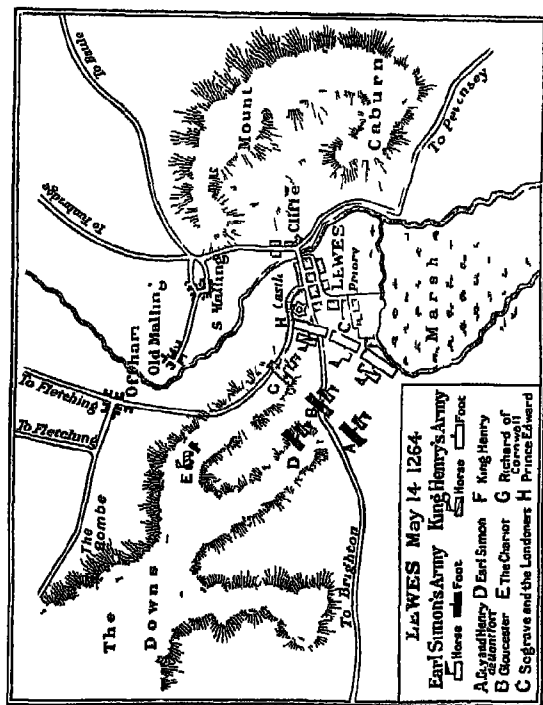 To Fletching
To Fletching
To Tunbridge
To Battle
The Combe
Offham
Old Malling
S Malling
The
Downs
Mount
Caburn
Cliffe
H
Castle
LEWES
Priory
C
G
E
D
B
A
To Brighton
To Pevensey
Marsh
LEWES May 14 1264.
Earl Simon's Army
Horse Foot
King Henry's Army
Horse Foot
A Guy and Henry de Montfort
B Gloucester
C Segrave and the Londoners
D Earl Simon
E The Chariot
F King Henry
G Richard of Cornwall
H Prince Edward